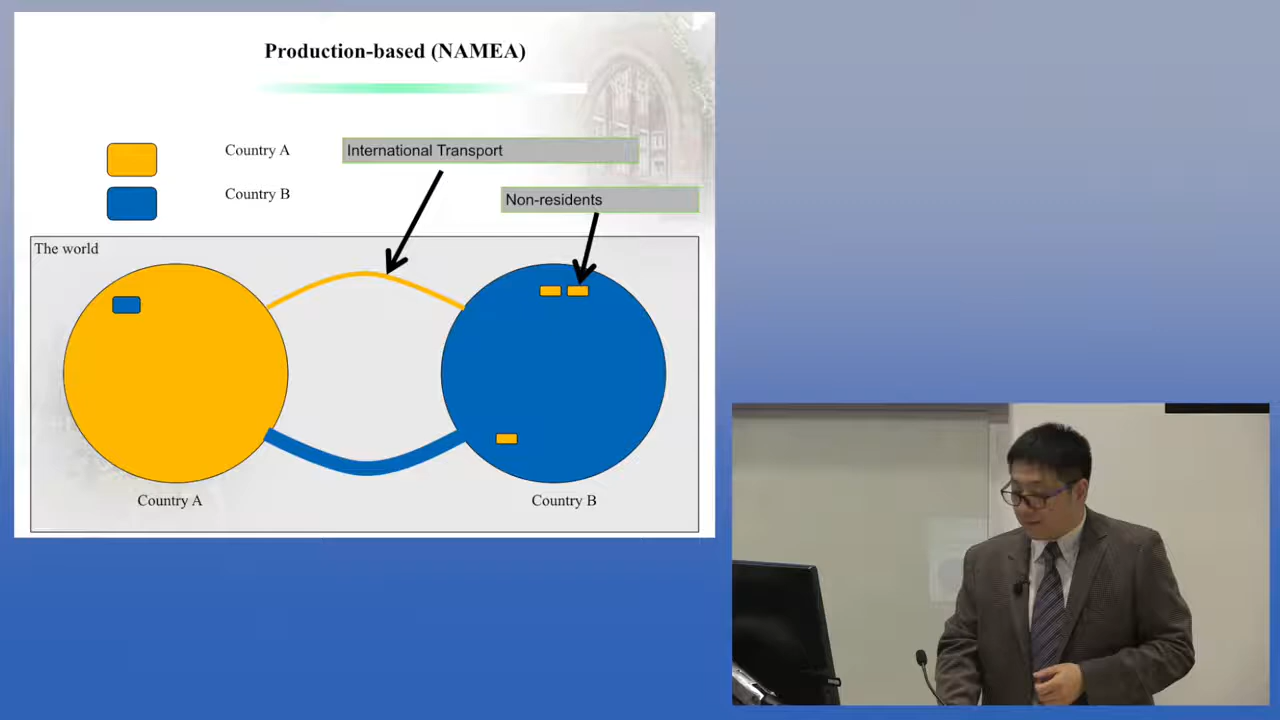 Production-based (NAMEA)
Country A
International Transport
Country B
Non-residents
The world
Country A
Country B